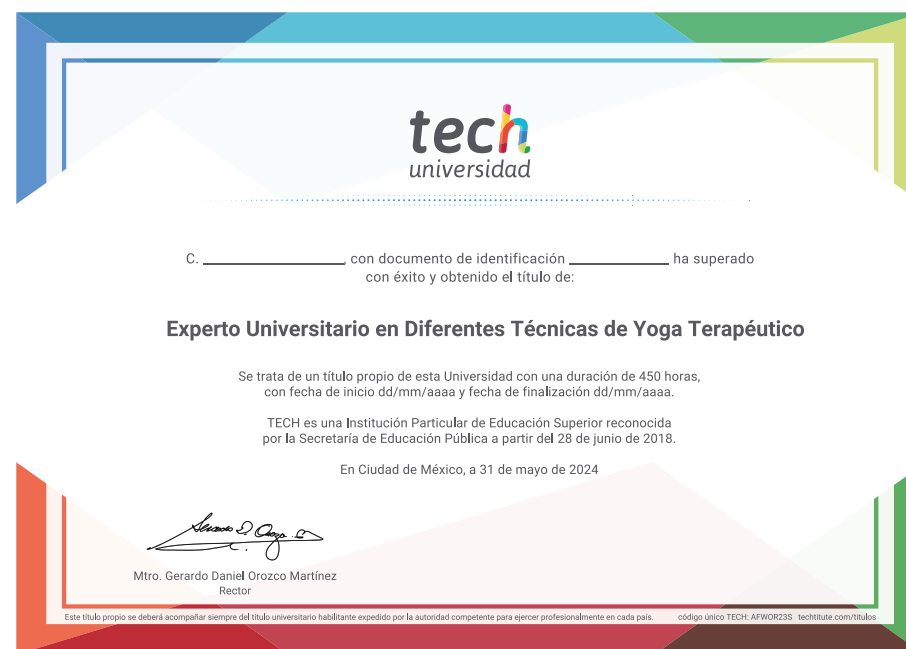 tech
universidad
C. ____________________, con documento de identificación ______________ ha superado
con éxito y obtenido el título de:
Experto Universitario en Diferentes Técnicas de Yoga Terapéutico
Se trata de un título propio de esta Universidad con una duración de 450 horas,
con fecha de inicio dd/mm/aaaa y fecha de finalización dd/mm/aaaa.
TECH es una Institución Particular de Educación Superior reconocida
por la Secretaría de Educación Pública a partir del 28 de junio de 2018.
En Ciudad de México, a 31 de mayo de 2024
Mtro. Gerardo Daniel Orozco Martínez
Rector
Este título propio se deberá acompañar siempre del título universitario habilitante expedido por la autoridad competente para ejercer profesionalmente en cada país. código único TECH: AFWOR23S techtitute.com/titulos